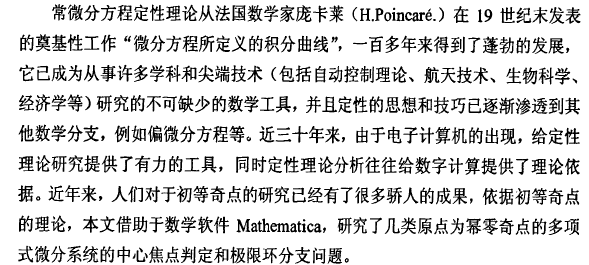 常微分方程定性理论从法国数学家庞卡莱（H.Poincaré.）在 19 世纪末发表
的奠基性工作“微分方程所定义的积分曲线”，一百多年来得到了蓬勃的发展，
它已成为从事许多学科和尖端技术（包括自动控制理论、航天技术、生物科学、
经济学等）研究的不可缺少的数学工具，并且定性的思想和技巧已逐渐渗透到其
他数学分支，例如偏微分方程等。近三十年来，由于电子计算机的出现，给定性
理论研究提供了有力的工具，同时定性理论分析往往给数字计算提供了理论依
据。近年来，人们对于初等奇点的研究已经有了很多骄人的成果，依据初等奇点
的理论，本文借助于数学软件 Mathematica，研究了几类原点为幂零奇点的多项
式微分系统的中心焦点判定和极限环分支问题。